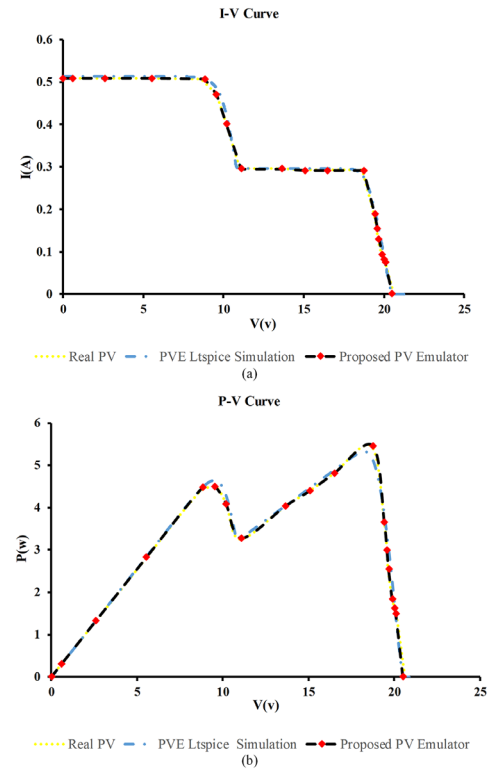 I-V Curve
0.6
0.5
0.4
0.3
0.2
0.1
0
I(A)
0 5 10 15 20 25
V(v)
Real PV PVE Ltspice Simulation Proposed PV Emulator
(a)
P-V Curve
6
5
4
3
2
1
0
P(w)
0 5 10 15 20 25
V(v)
Real PV PVE Ltspice Simulation Proposed PV Emulator
(b)